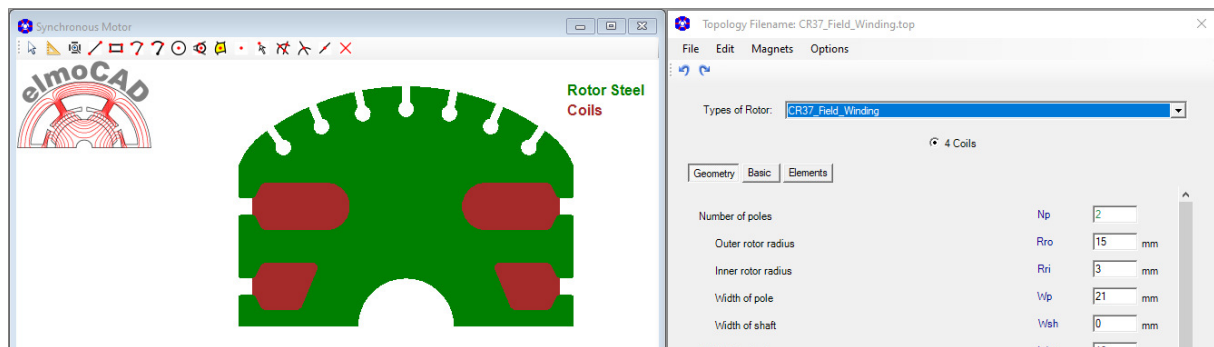 Synchronous Motor
elmoCAD
Rotor Steel
Coils
Topology Filename: CR37_Field_Winding.top
File Edit Magnets Options
Types of Rotor: CR37_Field_Winding
4 Coils
Geometry Basic Elements
Number of poles Np 2
Outer rotor radius Rro 15 mm
Inner rotor radius Rri 3 mm
Width of pole Wp 21 mm
Width of shaft Wsh 0 mm